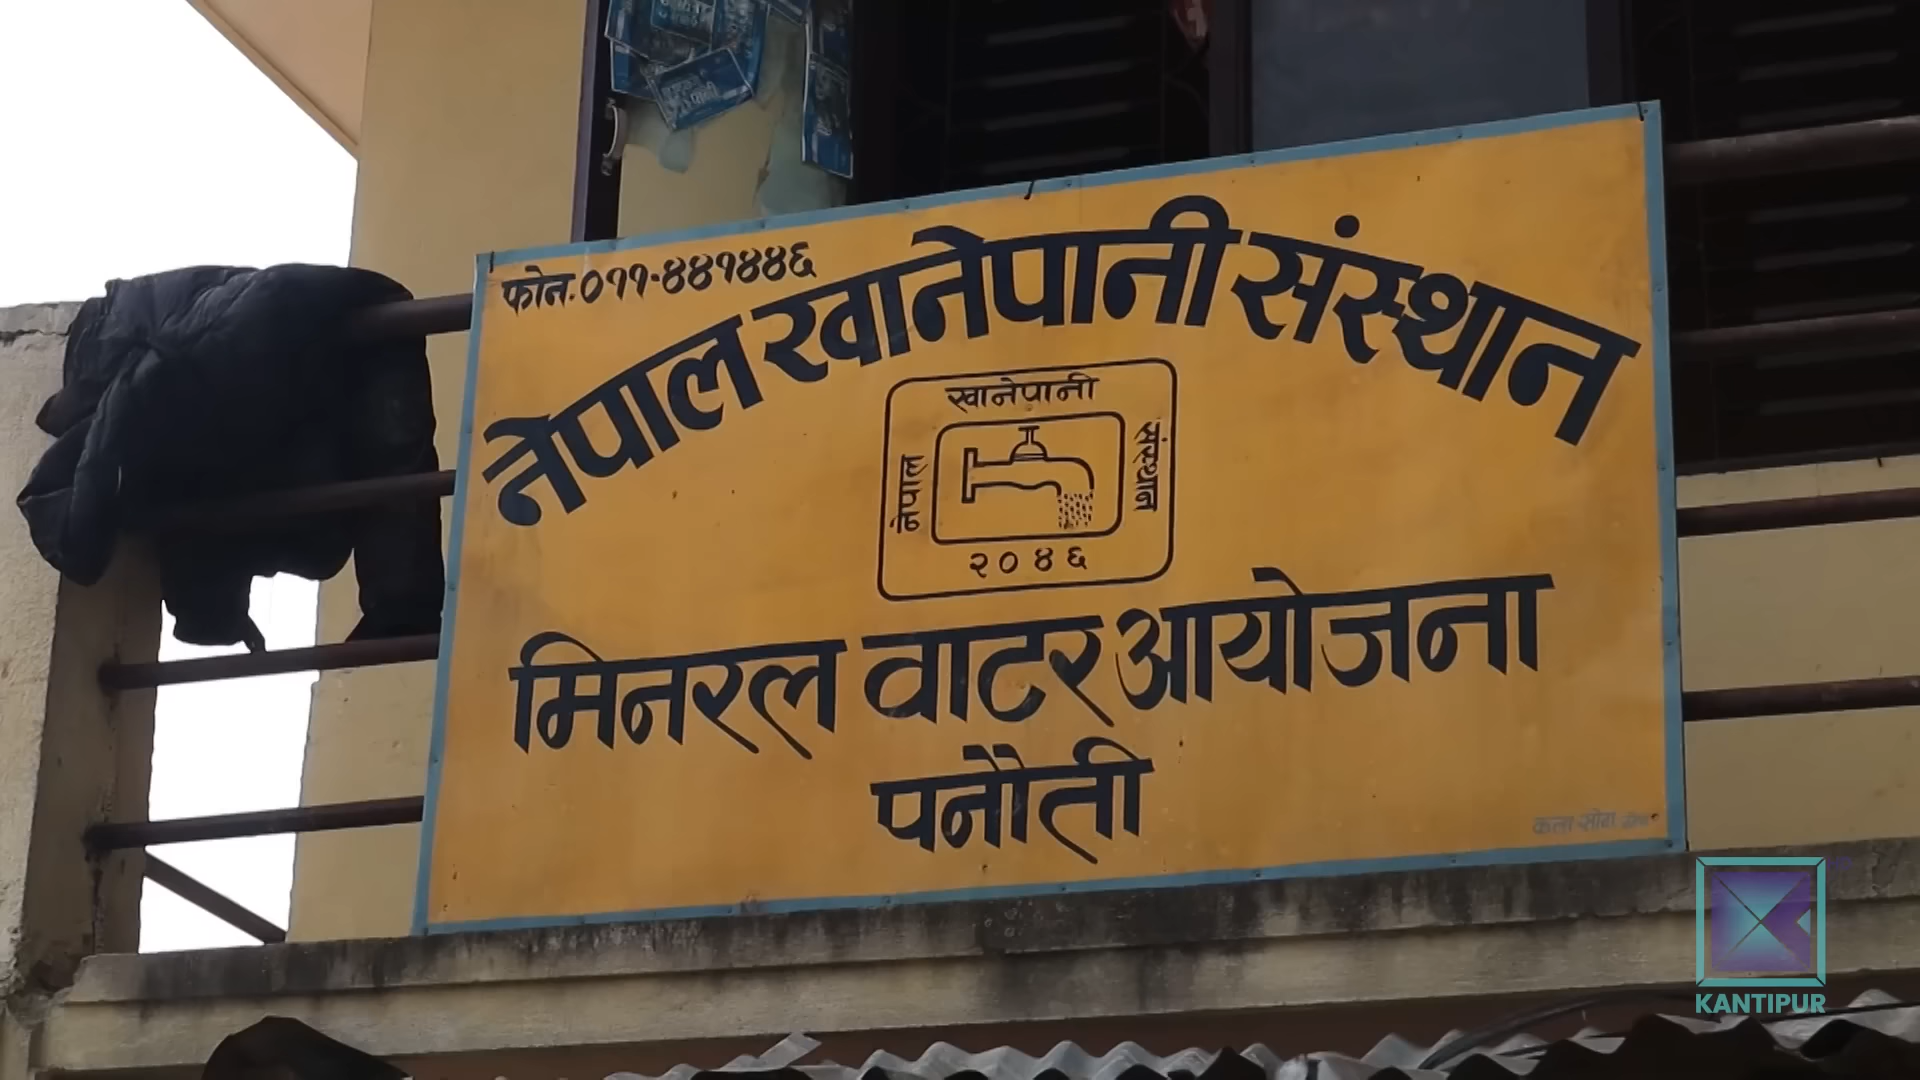 फोन: ०११-४४१४४६
नेपाल खानेपानी संस्थान
खानेपानी
नेपाल
संस्थान
२०४६
मिनरल वाटर आयोजना
पनौती
KANTIPUR